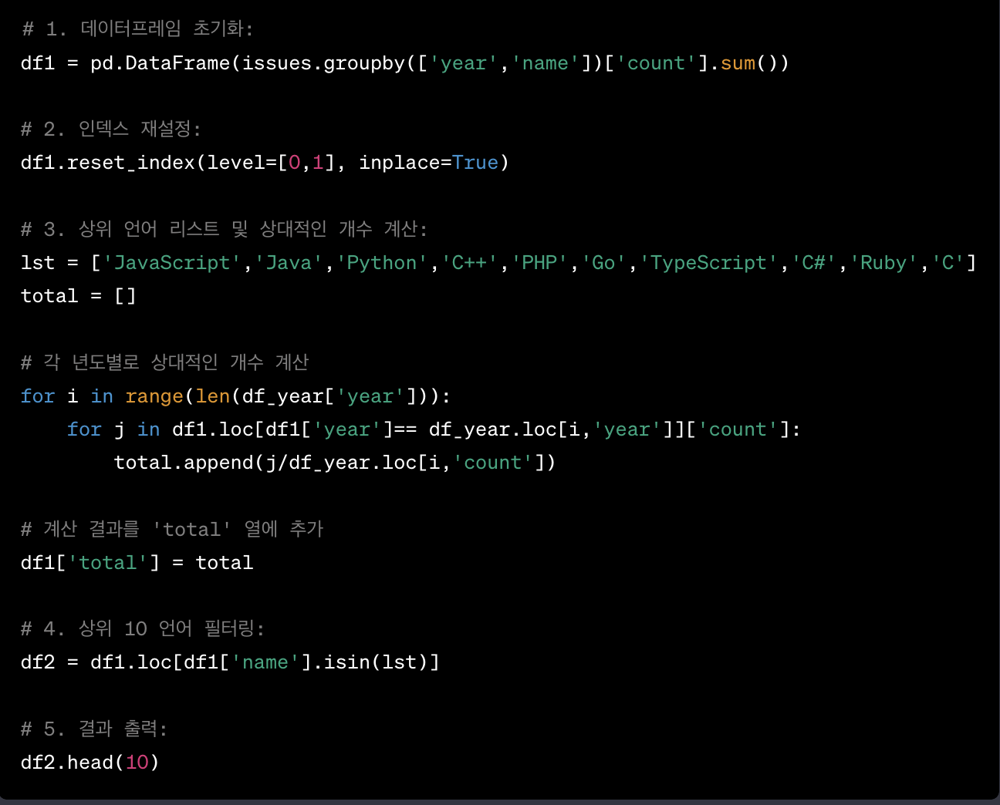 # 1. 데이터프레임 초기화:
df1 = pd.DataFrame(issues.groupby(['year','name'])['count'].sum())

# 2. 인덱스 재설정:
df1.reset_index(level=[0,1], inplace=True)

# 3. 상위 언어 리스트 및 상대적인 개수 계산:
lst = ['JavaScript','Java','Python','C++','PHP','Go','TypeScript','C#','Ruby','C']
total = []

# 각 년도별로 상대적인 개수 계산
for i in range(len(df_year['year'])):
    for j in df1.loc[df1['year']== df_year.loc[i,'year']]['count']:
        total.append(j/df_year.loc[i,'count'])

# 계산 결과를 'total' 열에 추가
df1['total'] = total

# 4. 상위 10 언어 필터링:
df2 = df1.loc[df1['name'].isin(lst)]

# 5. 결과 출력:
df2.head(10)